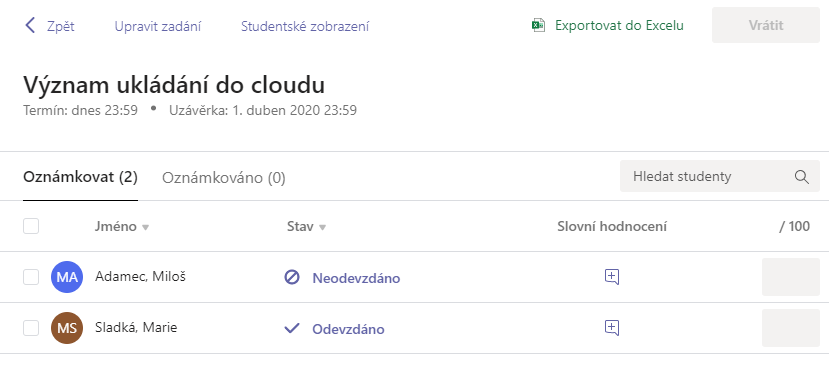 Zpět Upravit zadání Studentské zobrazení Exportovat do Excelu Vrátit
Význam ukládání do cloudu
Termín: dnes 23:59 • Uzávěrka: 1. duben 2020 23:59
Oznámkovat (2) Oznámkováno (0) Hledat studenty
Jméno Stav Slovní hodnocení / 100
MA Adamec, Miloš Neodevzdáno
MS Sladká, Marie Odevzdáno